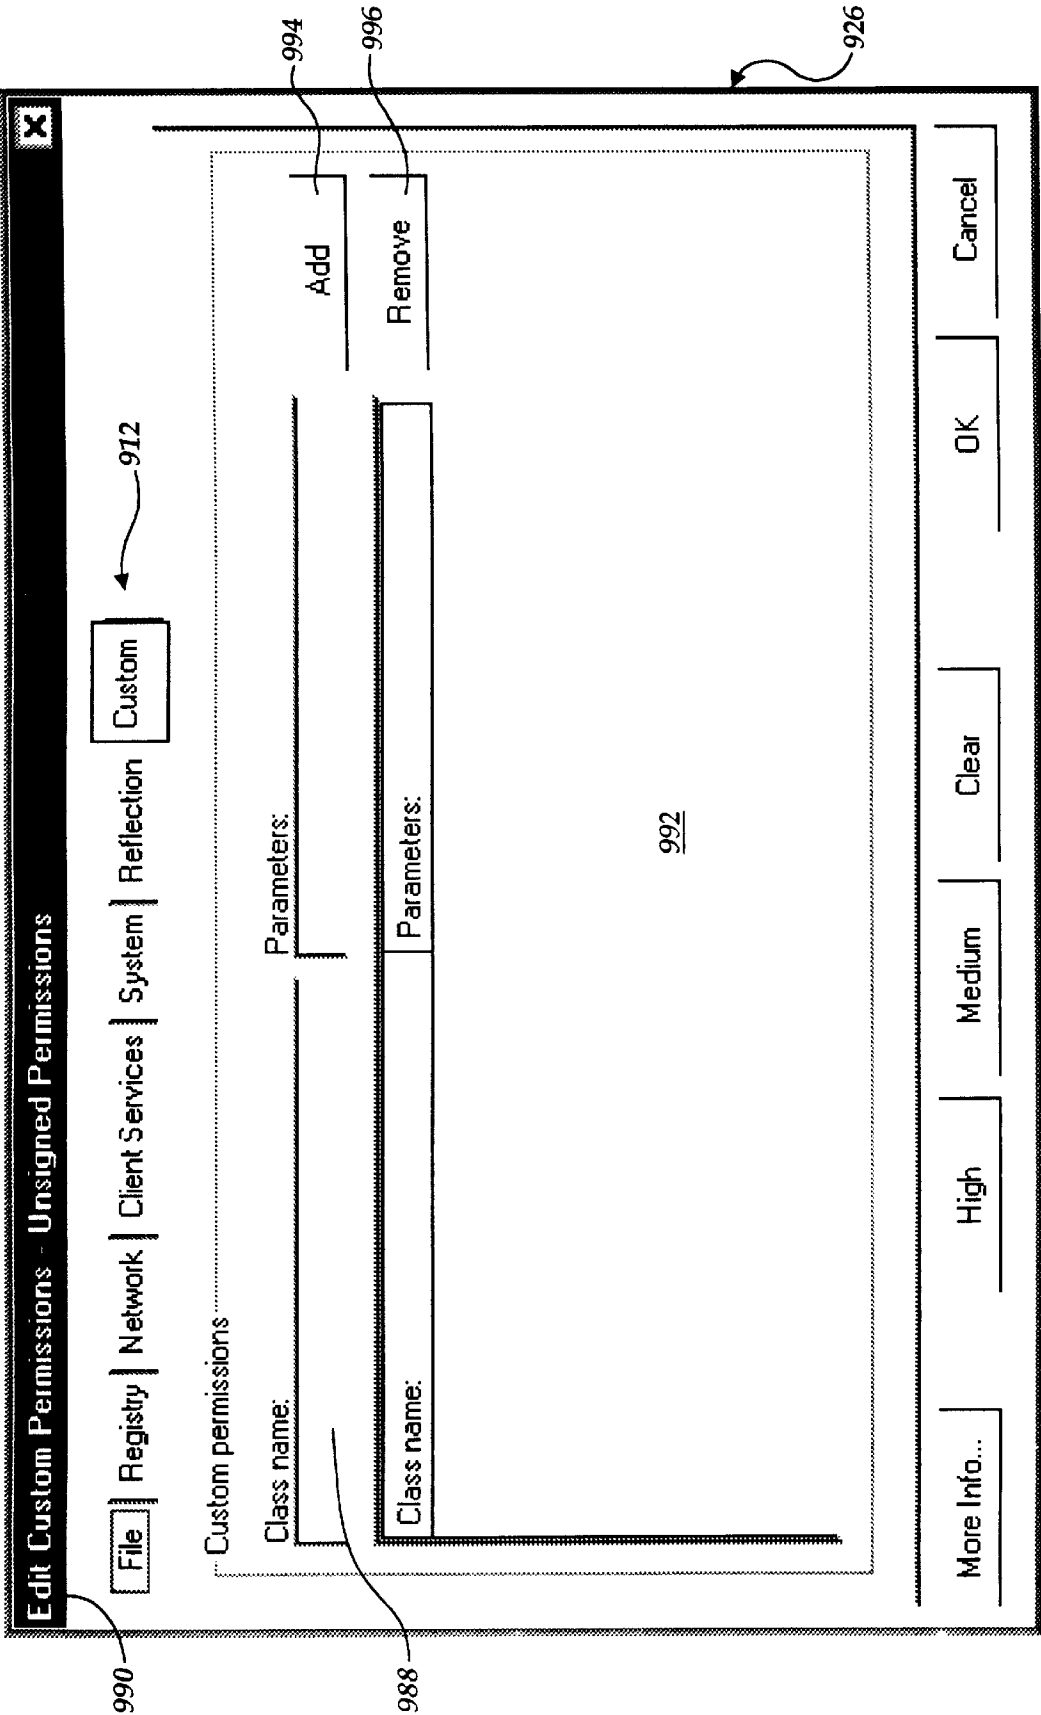 Edit Custom Permissions - Unsigned Permissions
990
File Registry Network Client Services System Reflection Custom
912
Custom permissions
Class name: Parameters:
Add
994
988
Class name: Parameters:
Remove
996
992
More Info... High Medium Clear OK Cancel
926